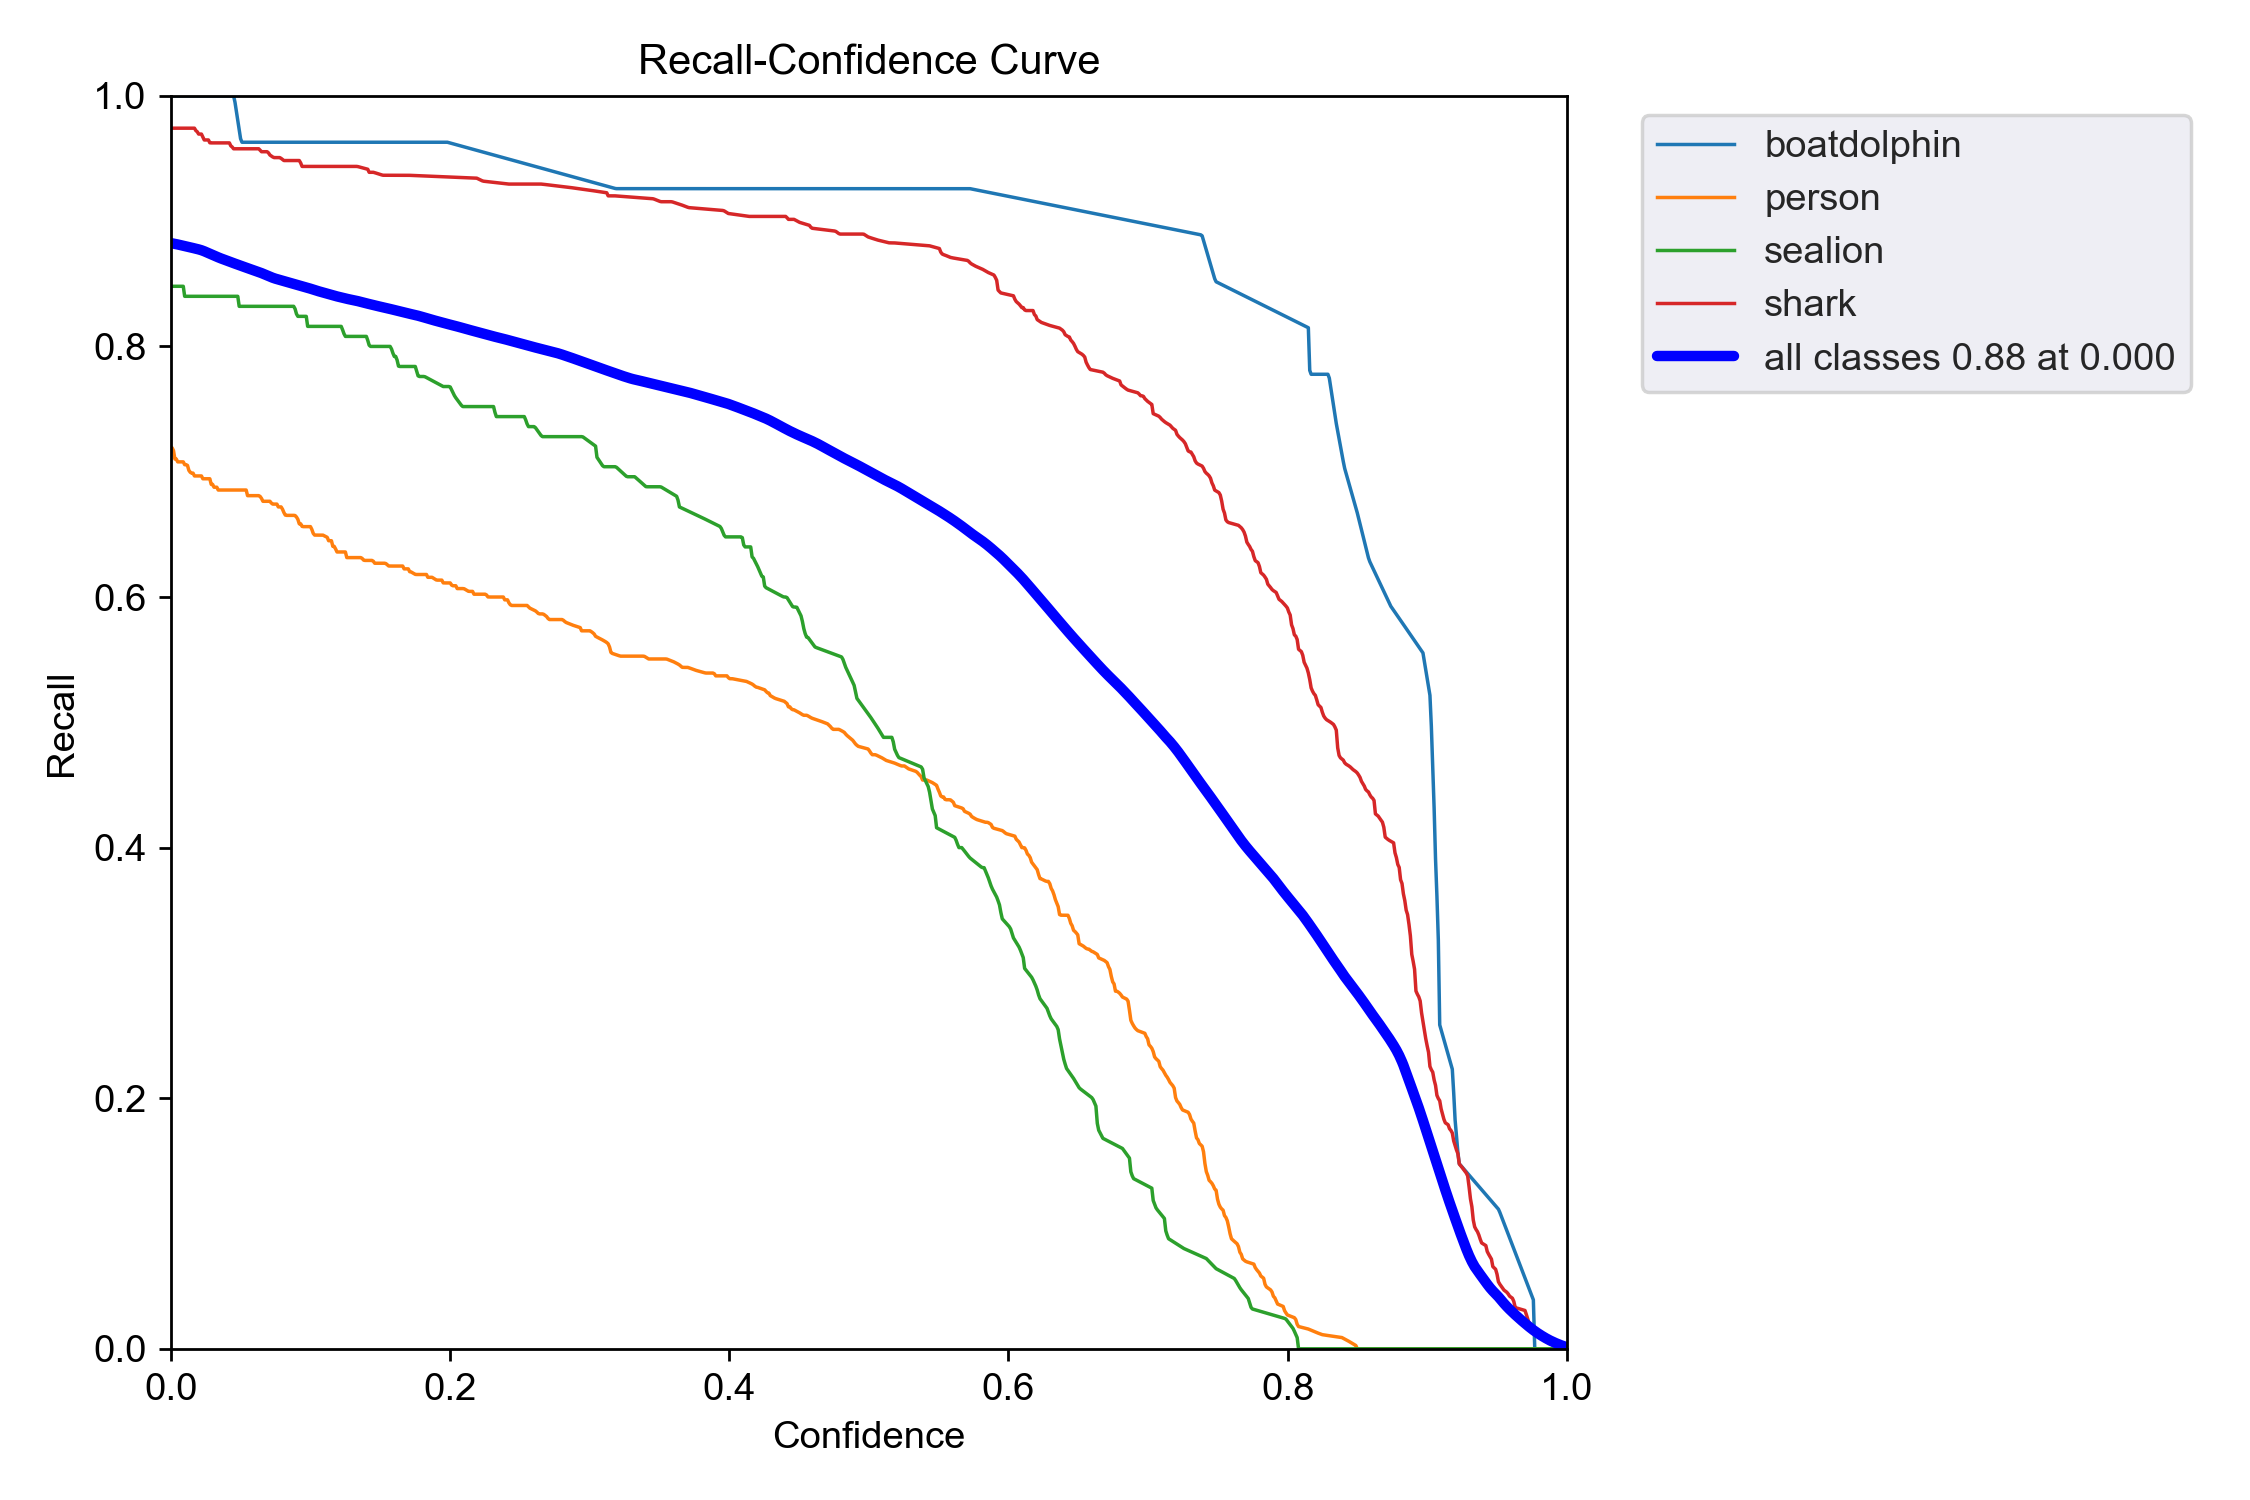 Recall-Confidence Curve
1.0
0.8
0.6
0.4
0.2
0.0
Recall
0.0 0.2 0.4 0.6 0.8 1.0
Confidence
boatdolphin
person
sealion
shark
all classes 0.88 at 0.000